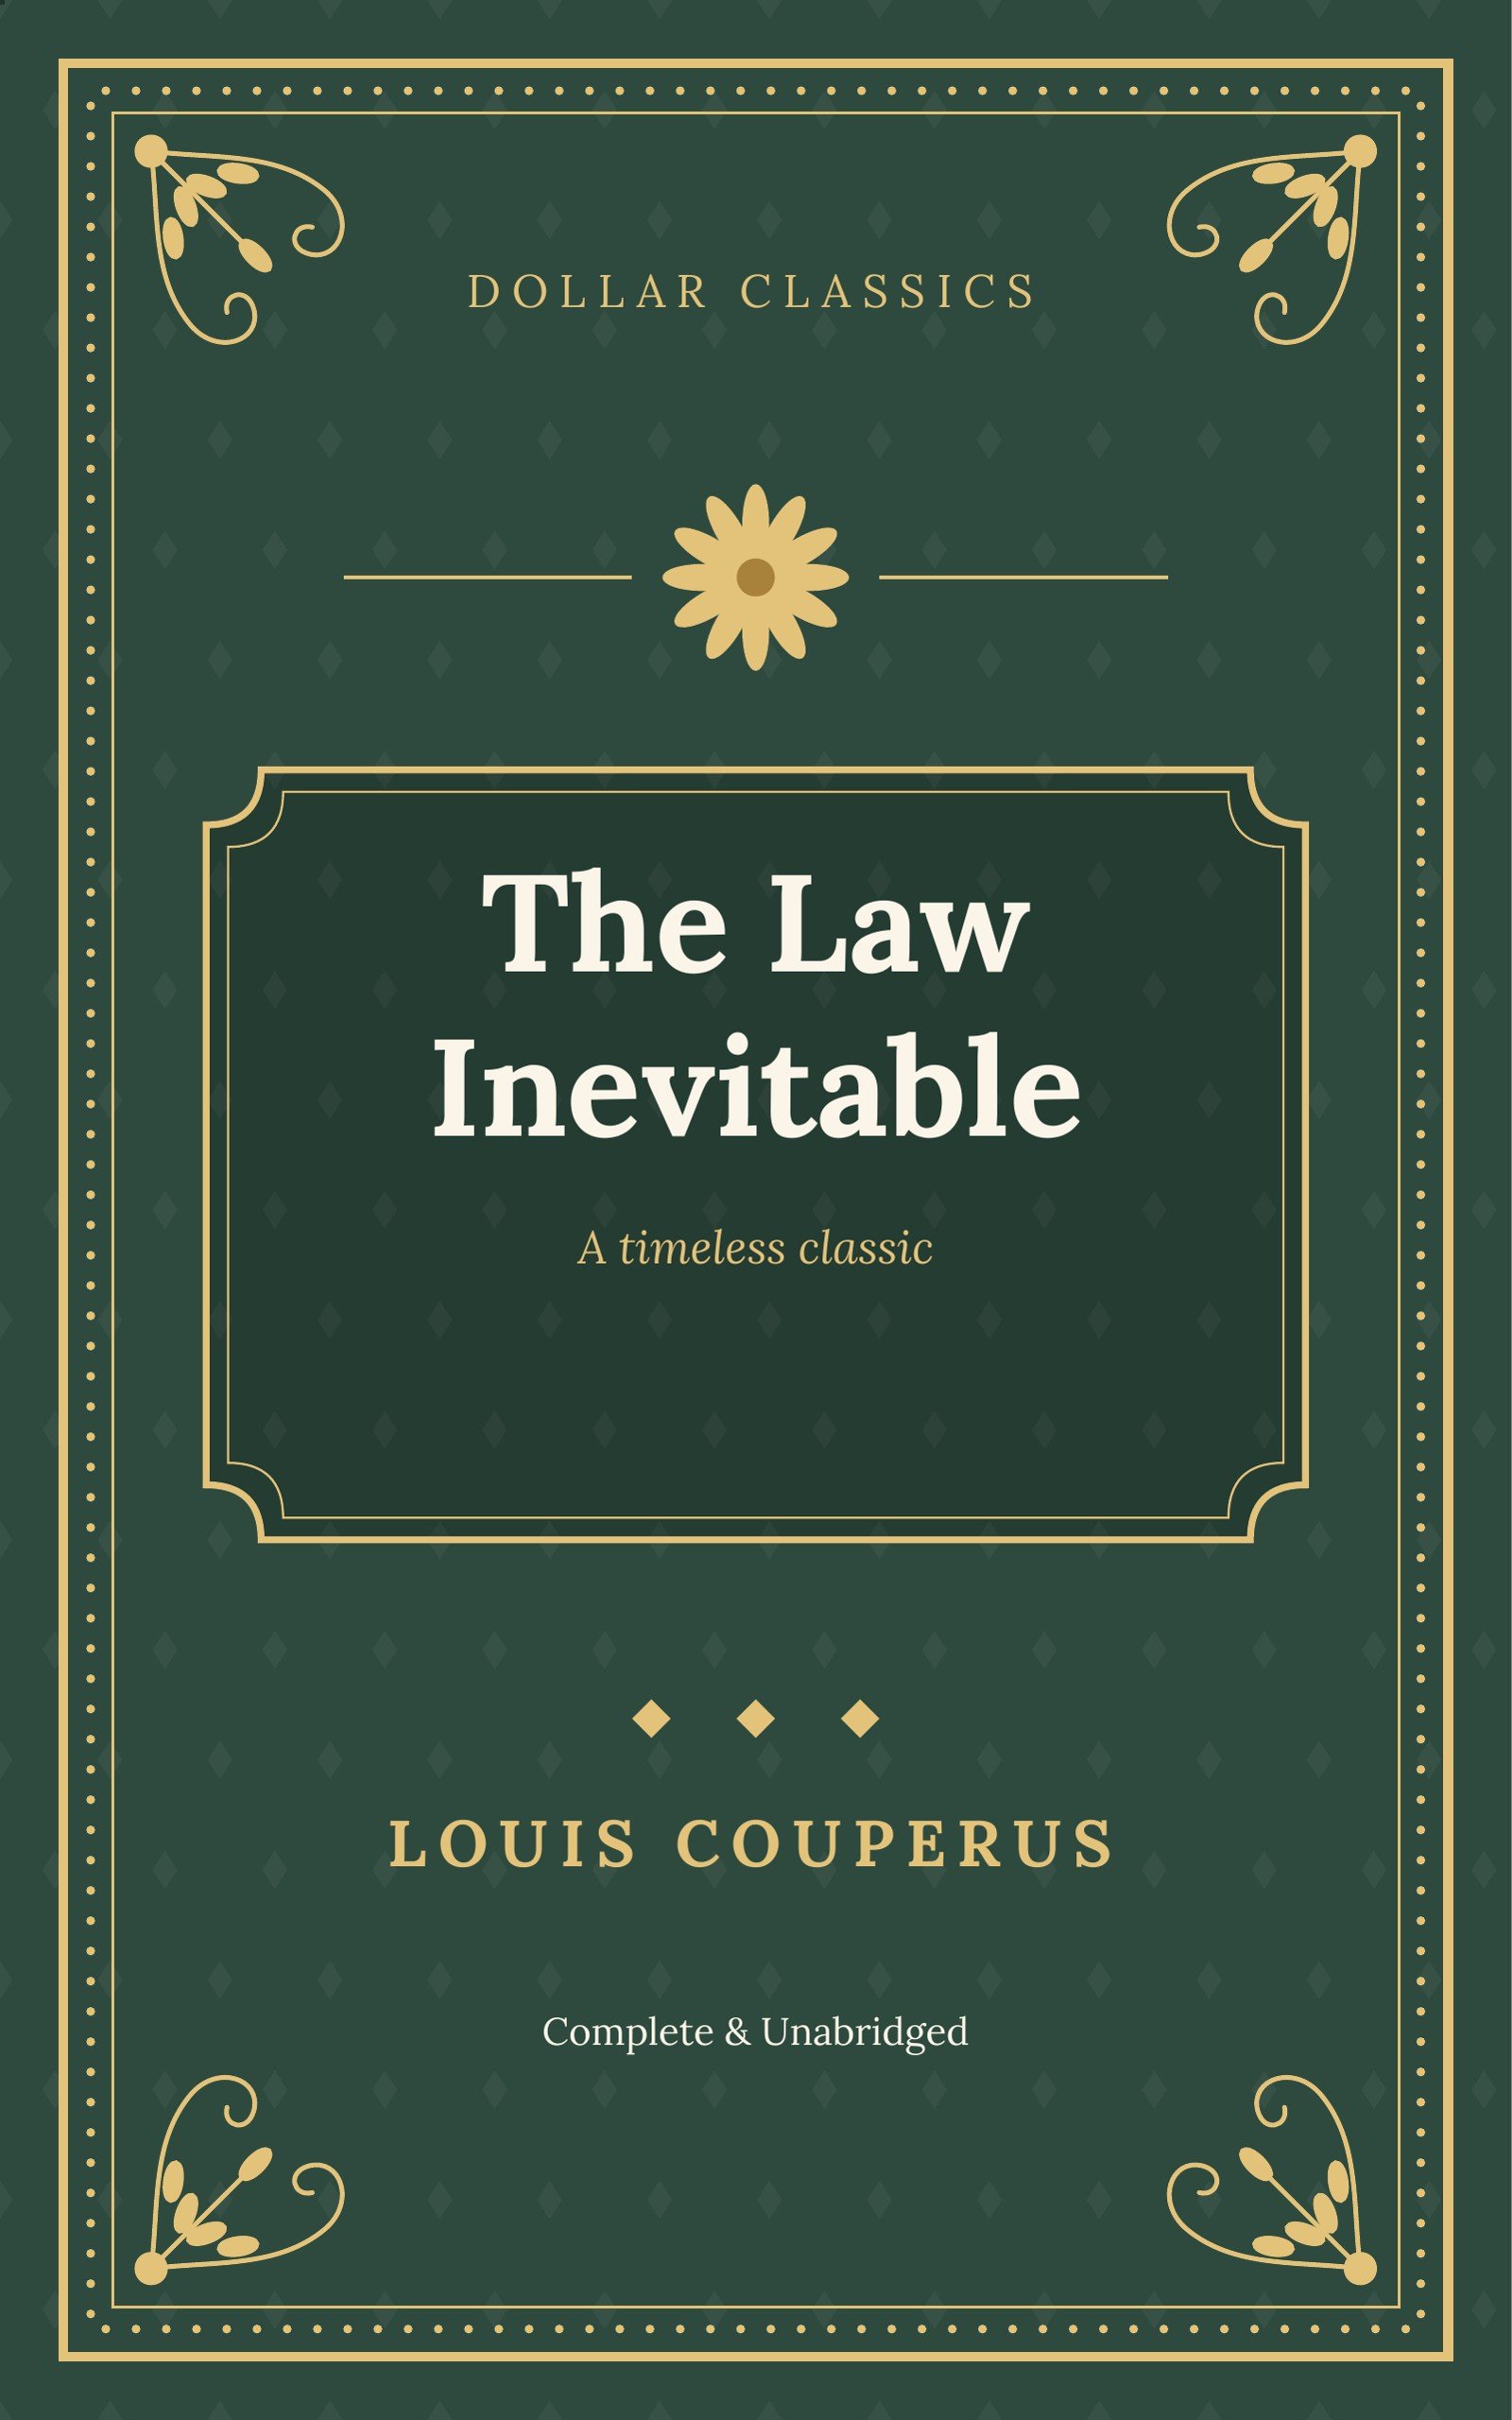 DOLLAR CLASSICS
The Law
Inevitable
A timeless classic
LOUIS COUPERUS
Complete & Unabridged